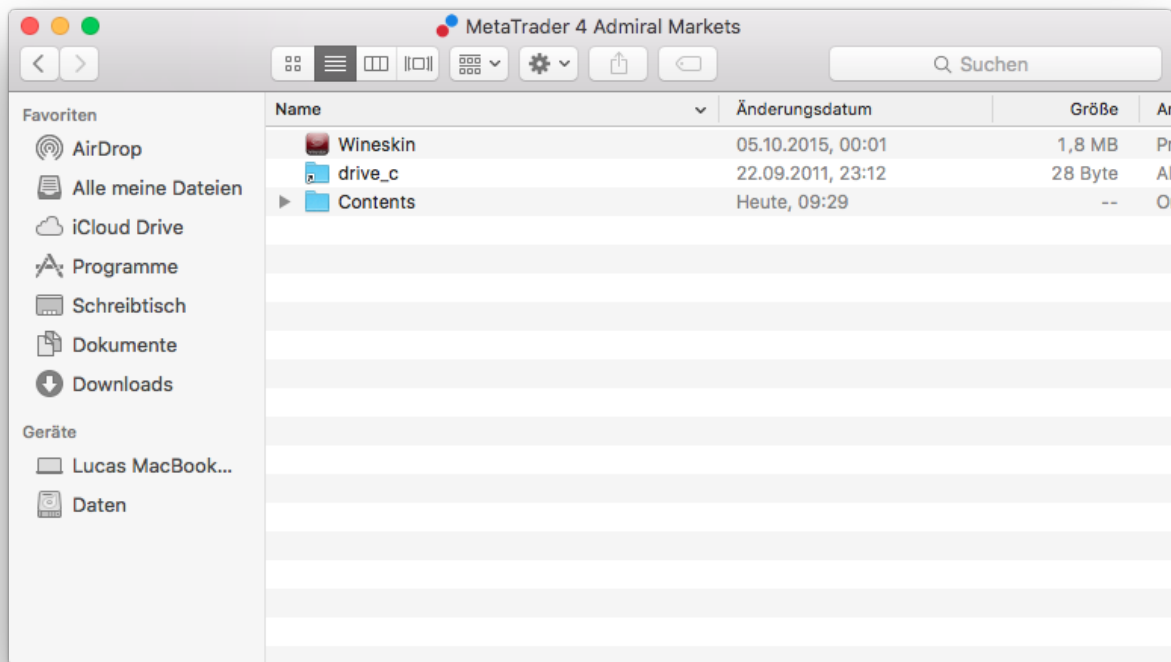 MetaTrader 4 Admiral Markets
Suchen
Favoriten
AirDrop
Alle meine Dateien
iCloud Drive
Programme
Schreibtisch
Dokumente
Downloads
Geräte
Lucas MacBook...
Daten
Name Änderungsdatum Größe
Wineskin 05.10.2015, 00:01 1,8 MB
drive_c 22.09.2011, 23:12 28 Byte
Contents Heute, 09:29 --